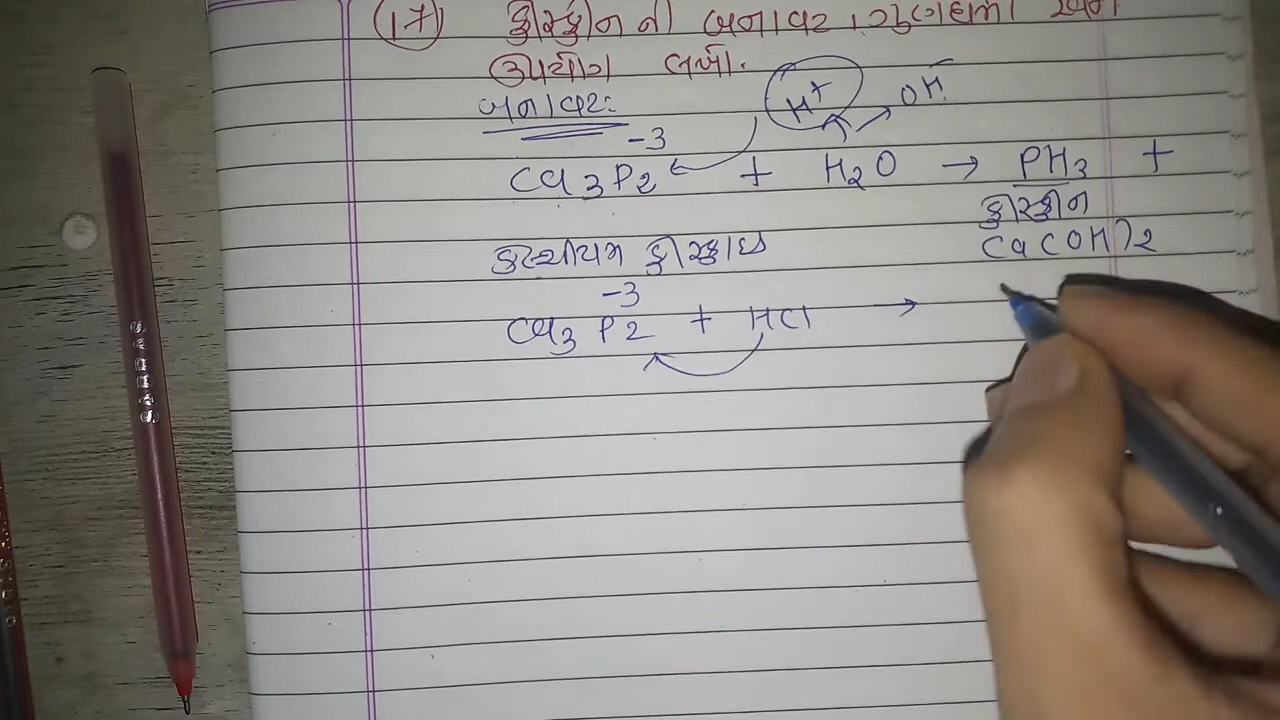 (17) ફોસ્ફીનની બનાવટ, ગુણધર્મો અને
ઉપયોગ લખો.
બનાવટ:
H+ OH-
-3
Ca3P2 + H2O → PH3 +
ફોસ્ફીન
કેલ્શીયમ ફોસ્ફાઇડ Ca(OH)2
-3
Ca3P2 + HCl →